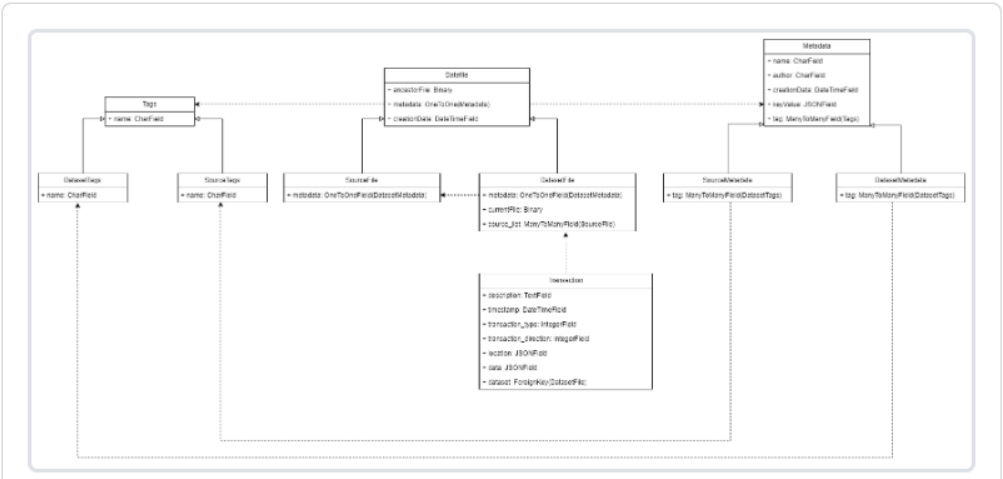 Metadata
+ name: CharField
+ author: CharField
+ creationData: DateTimeField
+ keyValue: JSONField
+ tag: ManyToManyField(Tags)
Datafile
+ ancestorFile: Binary
+ metadata: OneToOne(Metadata)
+ creationData: DateTimeField
Tags
+ name: CharField
DatasetTags
+ name: CharField
SourceTags
+ name: CharField
SourceFile
+ metadata: OneToOneField(DatasetMetadata)
DatasetFile
+ metadata: OneToOneField(DatasetMetadata)
+ currentFile: Binary
+ source_list: ManyToManyField(SourceFile)
SourceMetadata
+ tag: ManyToManyField(DatasetTags)
DatasetMetadata
+ tag: ManyToManyField(DatasetTags)
Transaction
+ description: TextField
+ timestamp: DateTimeField
+ transaction_type: IntegerField
+ transaction_direction: IntegerField
+ location: JSONField
+ data: JSONField
+ dataset: ForeignKey(DatasetFile)